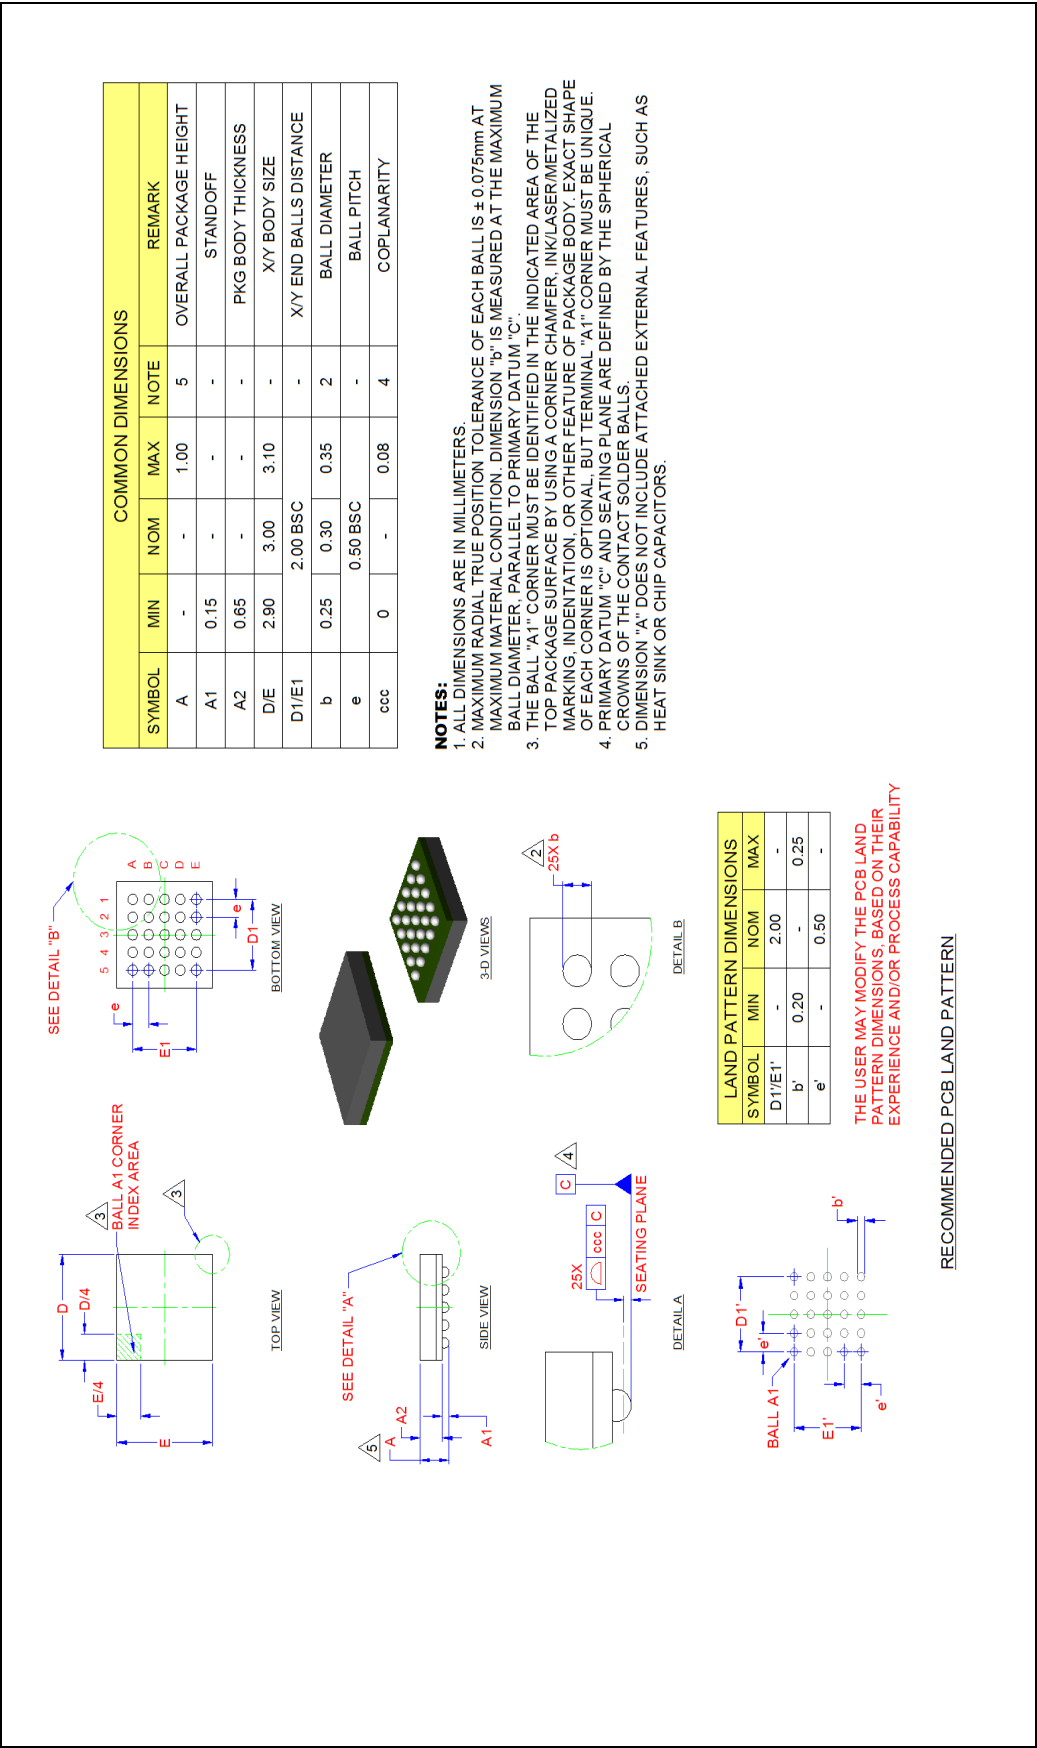 D
D/4
E/4
E
3
BALL A1 CORNER
INDEX AREA
3
TOP VIEW
SEE DETAIL "B"
5 4 3 2 1
A
B
C
D
E
e
E1
e
D1
BOTTOM VIEW
COMMON DIMENSIONS
SYMBOL MIN NOM MAX NOTE REMARK
A - - 1.00 5 OVERALL PACKAGE HEIGHT
A1 0.15 - - - STANDOFF
A2 0.65 - - - PKG BODY THICKNESS
D/E 2.90 3.00 3.10 - X/Y BODY SIZE
D1/E1 2.00 BSC - X/Y END BALLS DISTANCE
b 0.25 0.30 0.35 2 BALL DIAMETER
e 0.50 BSC - BALL PITCH
ccc 0 - 0.08 4 COPLANARITY
SEE DETAIL "A"
5
A
A2
A1
SIDE VIEW
3-D VIEWS
NOTES:
1. ALL DIMENSIONS ARE IN MILLIMETERS.
2. MAXIMUM RADIAL TRUE POSITION TOLERANCE OF EACH BALL IS ± 0.075mm AT
MAXIMUM MATERIAL CONDITION. DIMENSION "b" IS MEASURED AT THE MAXIMUM
BALL DIAMETER, PARALLEL TO PRIMARY DATUM "C".
3. THE BALL "A1" CORNER MUST BE IDENTIFIED IN THE INDICATED AREA OF THE
TOP PACKAGE SURFACE BY USING A CORNER CHAMFER, INK/LASER/METALIZED
MARKING, INDENTATION, OR OTHER FEATURE OF PACKAGE BODY. EXACT SHAPE
OF EACH CORNER IS OPTIONAL, BUT TERMINAL "A1" CORNER MUST BE UNIQUE.
4. PRIMARY DATUM "C" AND SEATING PLANE ARE DEFINED BY THE SPHERICAL
CROWNS OF THE CONTACT SOLDER BALLS.
5. DIMENSION "A" DOES NOT INCLUDE ATTACHED EXTERNAL FEATURES, SUCH AS
HEAT SINK OR CHIP CAPACITORS.
4
C
25X
ccc C
SEATING PLANE
DETAIL A
2
25X b
DETAIL B
BALL A1
e'
D1'
b'
E1'
e'
LAND PATTERN DIMENSIONS
SYMBOL MIN NOM MAX
D1'/E1' - 2.00 -
b' 0.20 - 0.25
e' - 0.50 -
THE USER MAY MODIFY THE PCB LAND
PATTERN DIMENSIONS, BASED ON THEIR
EXPERIENCE AND/OR PROCESS CAPABILITY
RECOMMENDED PCB LAND PATTERN